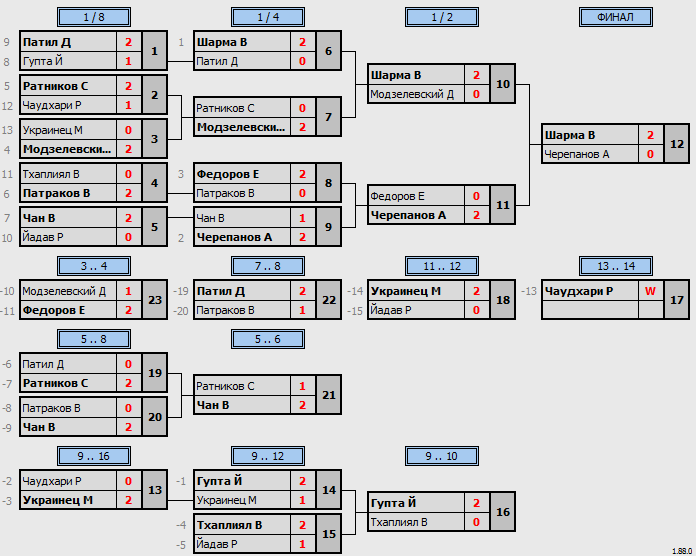 1 / 8 1 / 4 1 / 2 ФИНАЛ
9 Патил Д 2 1
8 Гупта Й 1
1 Шарма В 2 6
Патил Д 0
5 Ратников С 2 2
12 Чаудхари Р 1
Шарма В 2 10
Модзелевский Д 0
13 Украинец М 0 3
4 Модзелевски... 2
Ратников С 0 7
Модзелевски... 2
Шарма В 2 12
Черепанов А 0
11 Тхаплиял В 0 4
6 Патраков В 2
3 Федоров Е 2 8
Патраков В 0
Федоров Е 0 11
Черепанов А 2
7 Чан В 2 5
10 Йадав Р 0
Чан В 1 9
2 Черепанов А 2
3 .. 4 7 .. 8 11 .. 12 13 .. 14
-10 Модзелевский Д 1 23
-11 Федоров Е 2
-19 Патил Д 2 22
-20 Патраков В 1
-14 Украинец М 2 18
-15 Йадав Р 0
-13 Чаудхари Р W 17
5 .. 8 5 .. 6
-6 Патил Д 0 19
-7 Ратников С 2
-8 Патраков В 0 20
-9 Чан В 2
Ратников С 1 21
Чан В 2
9 .. 16 9 .. 12 9 .. 10
-2 Чаудхари Р 0 13
-3 Украинец М 2
-1 Гупта Й 2 14
Украинец М 1
-4 Тхаплиял В 2 15
-5 Йадав Р 1
Гупта Й 2 16
Тхаплиял В 0
1.88.0